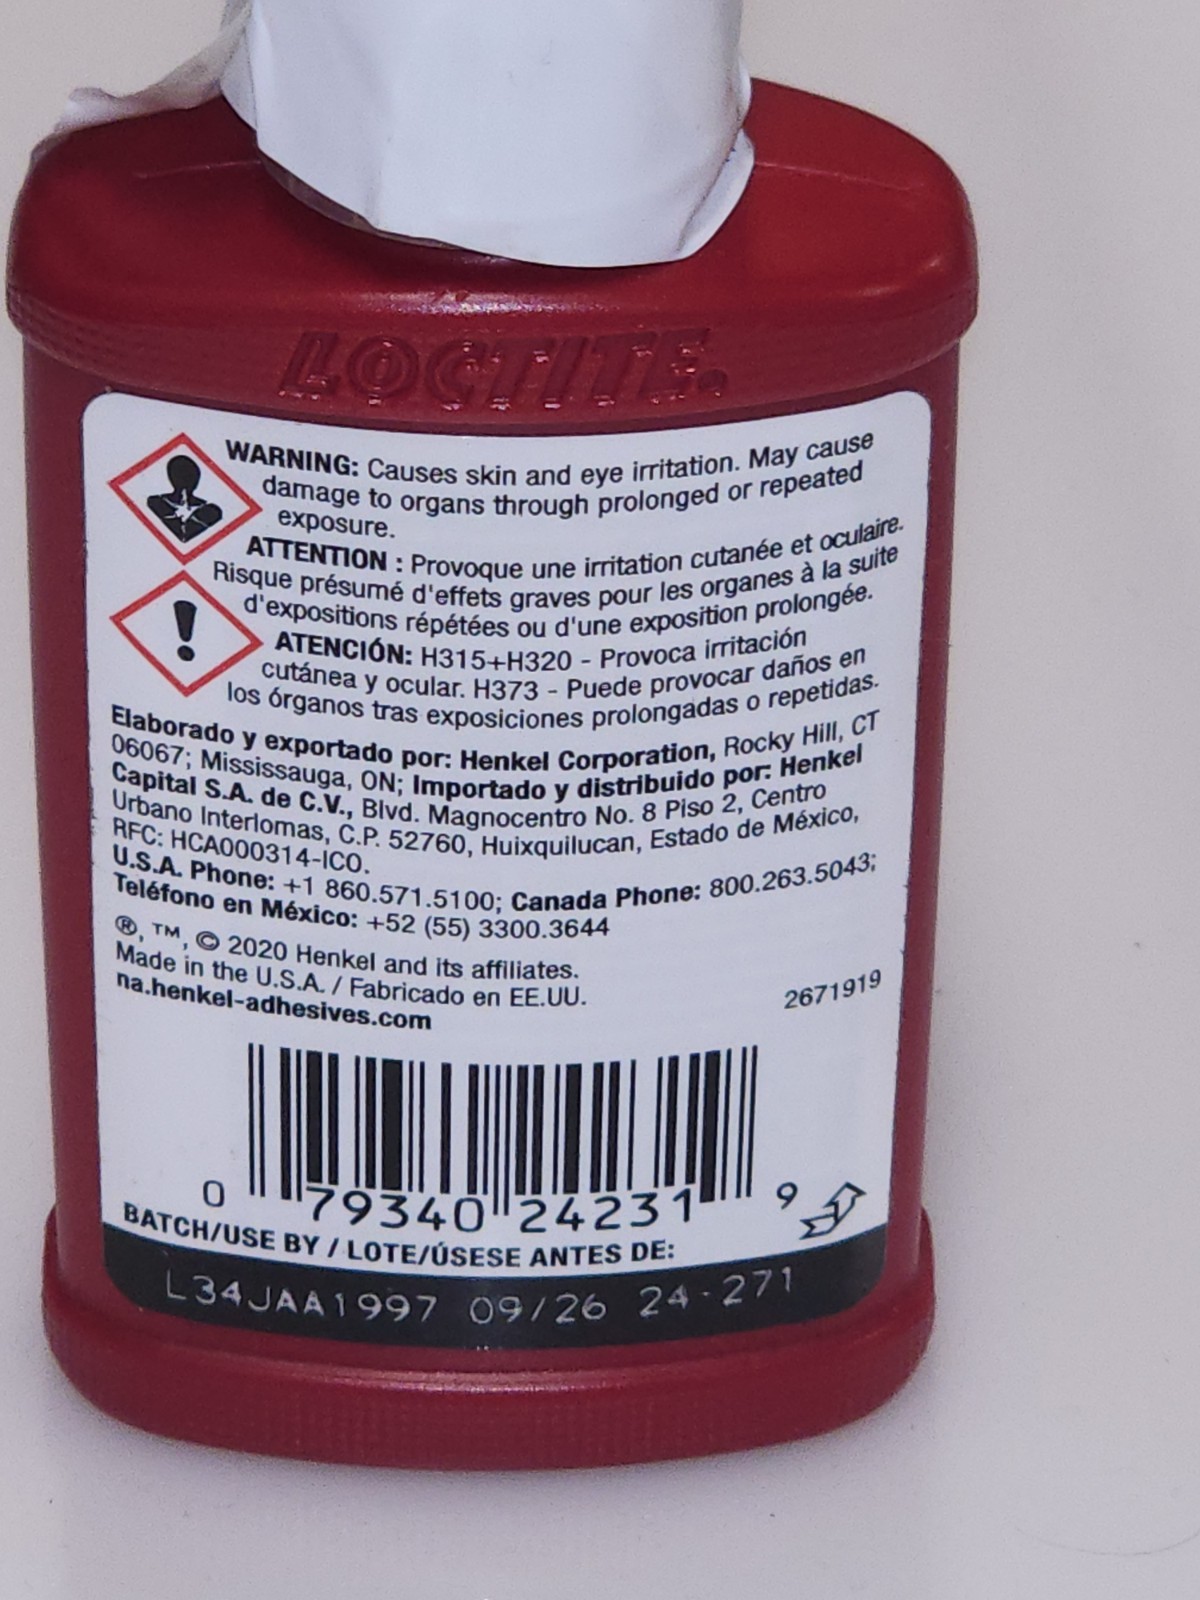 LOCTITE.
WARNING: Causes skin and eye irritation. May cause
damage to organs through prolonged or repeated
exposure.
ATTENTION : Provoque une irritation cutanée et oculaire.
Risque présumé d'effets graves pour les organes à la suite
d'expositions répétées ou d'une exposition prolongée.
ATENCIÓN: H315+H320 - Provoca irritación
cutánea y ocular. H373 - Puede provocar daños en
los órganos tras exposiciones prolongadas o repetidas.
Elaborado y exportado por: Henkel Corporation, Rocky Hill, CT
06067; Mississauga, ON; Importado y distribuido por: Henkel
Capital S.A. de C.V., Blvd. Magnocentro No. 8 Piso 2, Centro
Urbano Interlomas, C.P. 52760, Huixquilucan, Estado de México,
RFC: HCA000314-ICO.
U.S.A. Phone: +1 860.571.5100; Canada Phone: 800.263.5043;
Teléfono en México: +52 (55) 3300.3644
®, ™, © 2020 Henkel and its affiliates.
Made in the U.S.A. / Fabricado en EE.UU.
na.henkel-adhesives.com 2671919
0 79340 24231 9
BATCH/USE BY / LOTE/ÚSESE ANTES DE:
L34JAA1997 09/26 24-271